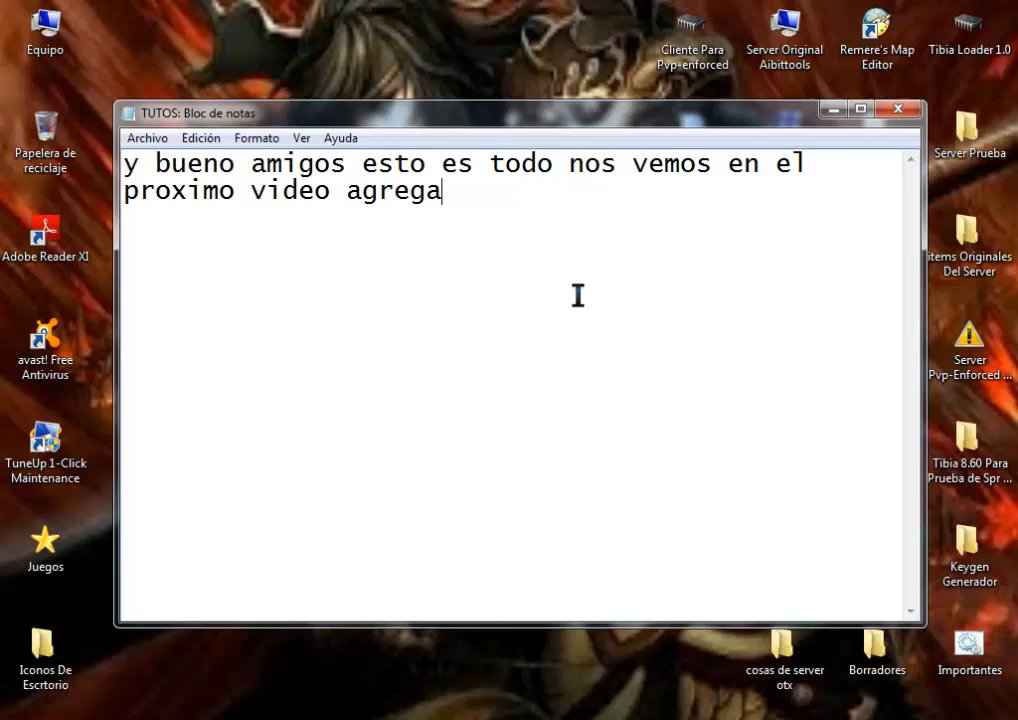 Equipo
Cliente Para
Pvp-enforced
Server Original
Aibittools
Remere's Map
Editor
Tibia Loader 1.0
TUTOS: Bloc de notas
Archivo Edición Formato Ver Ayuda
y bueno amigos esto es todo nos vemos en el
proximo video agrega
Papelera de
reciclaje
Adobe Reader XI
avast! Free
Antivirus
TuneUp 1-Click
Maintenance
Juegos
Iconos De
Escrtorio
Server Prueba
items Originales
Del Server
Server
Pvp-Enforced ...
Tibia 8.60 Para
Prueba de Spr ...
Keygen
Generador
cosas de server
otx
Borradores
Importantes